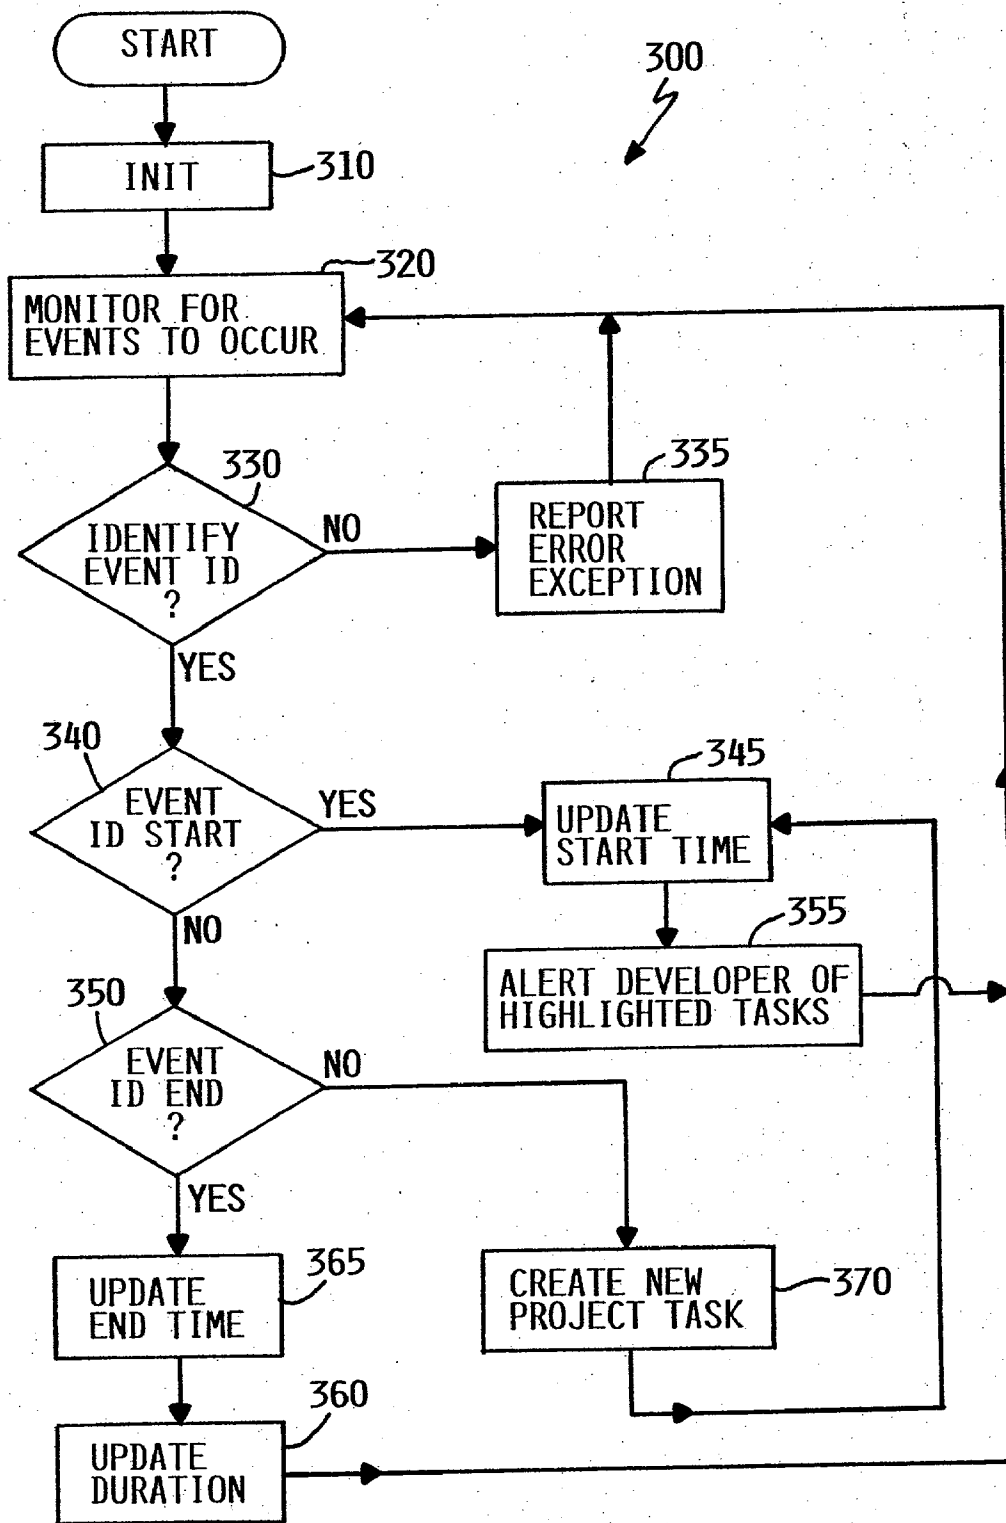 START
300
INIT
310
320
MONITOR FOR
EVENTS TO OCCUR
330
IDENTIFY
EVENT ID
?
NO
335
REPORT
ERROR
EXCEPTION
YES
340
EVENT
ID START
?
YES
345
UPDATE
START TIME
NO
355
ALERT DEVELOPER OF
HIGHLIGHTED TASKS
350
EVENT
ID END
?
NO
YES
365
UPDATE
END TIME
CREATE NEW
PROJECT TASK
370
360
UPDATE
DURATION